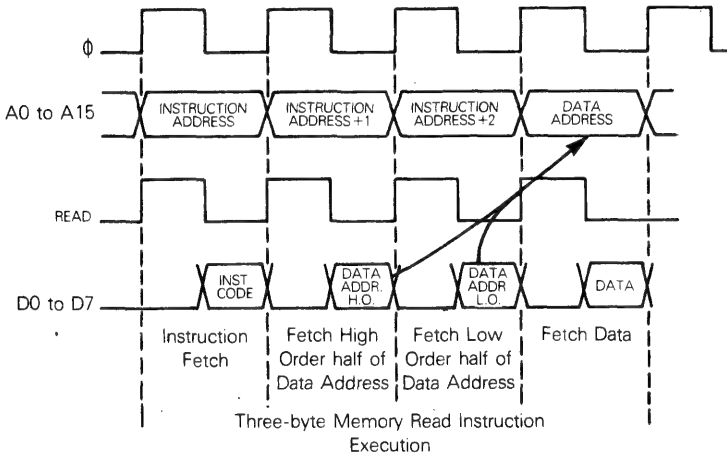 ϕ
A0 to A15
INSTRUCTION ADDRESS
INSTRUCTION ADDRESS +1
INSTRUCTION ADDRESS +2
DATA ADDRESS
READ
D0 to D7
INST CODE
DATA ADDR. H.O.
DATA ADDR L.O.
DATA
Instruction Fetch
Fetch High Order half of Data Address
Fetch Low Order half of Data Address
Fetch Data
Three-byte Memory Read Instruction
Execution